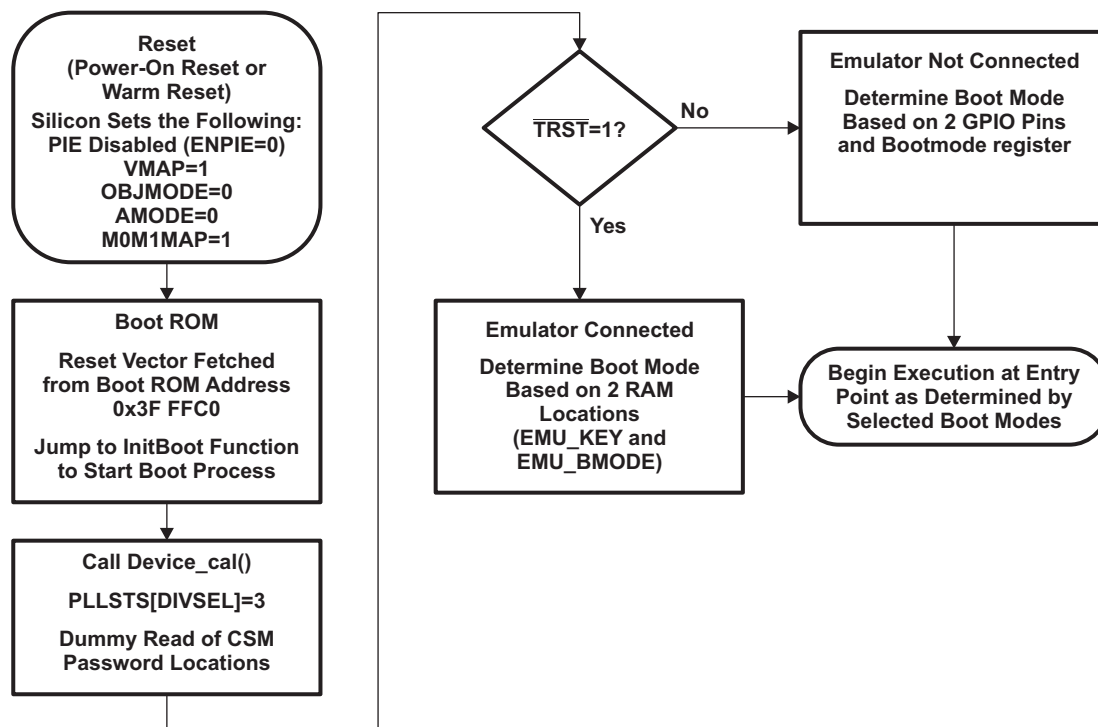 Reset
(Power-On Reset or
Warm Reset)
Silicon Sets the Following:
PIE Disabled (ENPIE=0)
VMAP=1
OBJMODE=0
AMODE=0
M0M1MAP=1
Boot ROM
Reset Vector Fetched
from Boot ROM Address
0x3F FFC0
Jump to InitBoot Function
to Start Boot Process
Call Device_cal()
PLLSTS[DIVSEL]=3
Dummy Read of CSM
Password Locations
TRST=1?
No
Yes
Emulator Not Connected
Determine Boot Mode
Based on 2 GPIO Pins
and Bootmode register
Emulator Connected
Determine Boot Mode
Based on 2 RAM
Locations
(EMU_KEY and
EMU_BMODE)
Begin Execution at Entry
Point as Determined by
Selected Boot Modes